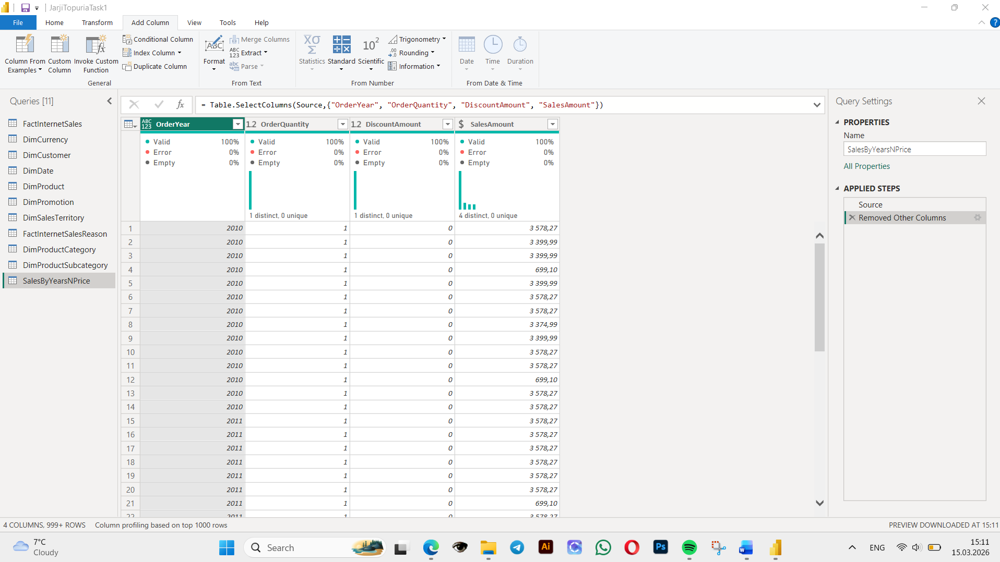 JarjiTopuriaTask1
File Home Transform Add Column View Tools Help
Column From Examples
Custom Column
Invoke Custom Function
Conditional Column
Index Column
Duplicate Column
General
Format
Merge Columns
Extract
Parse
From Text
Statistics
Standard
Scientific
Trigonometry
Rounding
Information
From Number
Date
Time
Duration
From Date & Time
Queries [11]
FactInternetSales
DimCurrency
DimCustomer
DimDate
DimProduct
DimPromotion
DimSalesTerritory
FactInternetSalesReason
DimProductCategory
DimProductSubcategory
SalesByYearsNPrice
fx = Table.SelectColumns(Source,{"OrderYear", "OrderQuantity", "DiscountAmount", "SalesAmount"})
ABC 123 OrderYear 1.2 OrderQuantity 1.2 DiscountAmount $ SalesAmount
Valid 100% Valid 100% Valid 100% Valid 100%
Error 0% Error 0% Error 0% Error 0%
Empty 0% Empty 0% Empty 0% Empty 0%
1 distinct, 0 unique 1 distinct, 0 unique 4 distinct, 0 unique
1 2010 1 0 3 578,27
2 2010 1 0 3 399,99
3 2010 1 0 3 399,99
4 2010 1 0 699,10
5 2010 1 0 3 399,99
6 2010 1 0 3 578,27
7 2010 1 0 3 578,27
8 2010 1 0 3 374,99
9 2010 1 0 3 399,99
10 2010 1 0 3 578,27
11 2010 1 0 3 578,27
12 2010 1 0 699,10
13 2010 1 0 3 578,27
14 2010 1 0 3 578,27
15 2011 1 0 3 578,27
16 2011 1 0 3 578,27
17 2011 1 0 3 578,27
18 2011 1 0 3 578,27
19 2011 1 0 3 578,27
20 2011 1 0 3 578,27
21 2011 1 0 699,10
22 2011 1 0 3 578,27
Query Settings
PROPERTIES
Name
SalesByYearsNPrice
All Properties
APPLIED STEPS
Source
Removed Other Columns
4 COLUMNS, 999+ ROWS Column profiling based on top 1000 rows PREVIEW DOWNLOADED AT 15:11
7°C
Cloudy
Search
Ai
Ps
W
ENG
15:11
15.03.2026